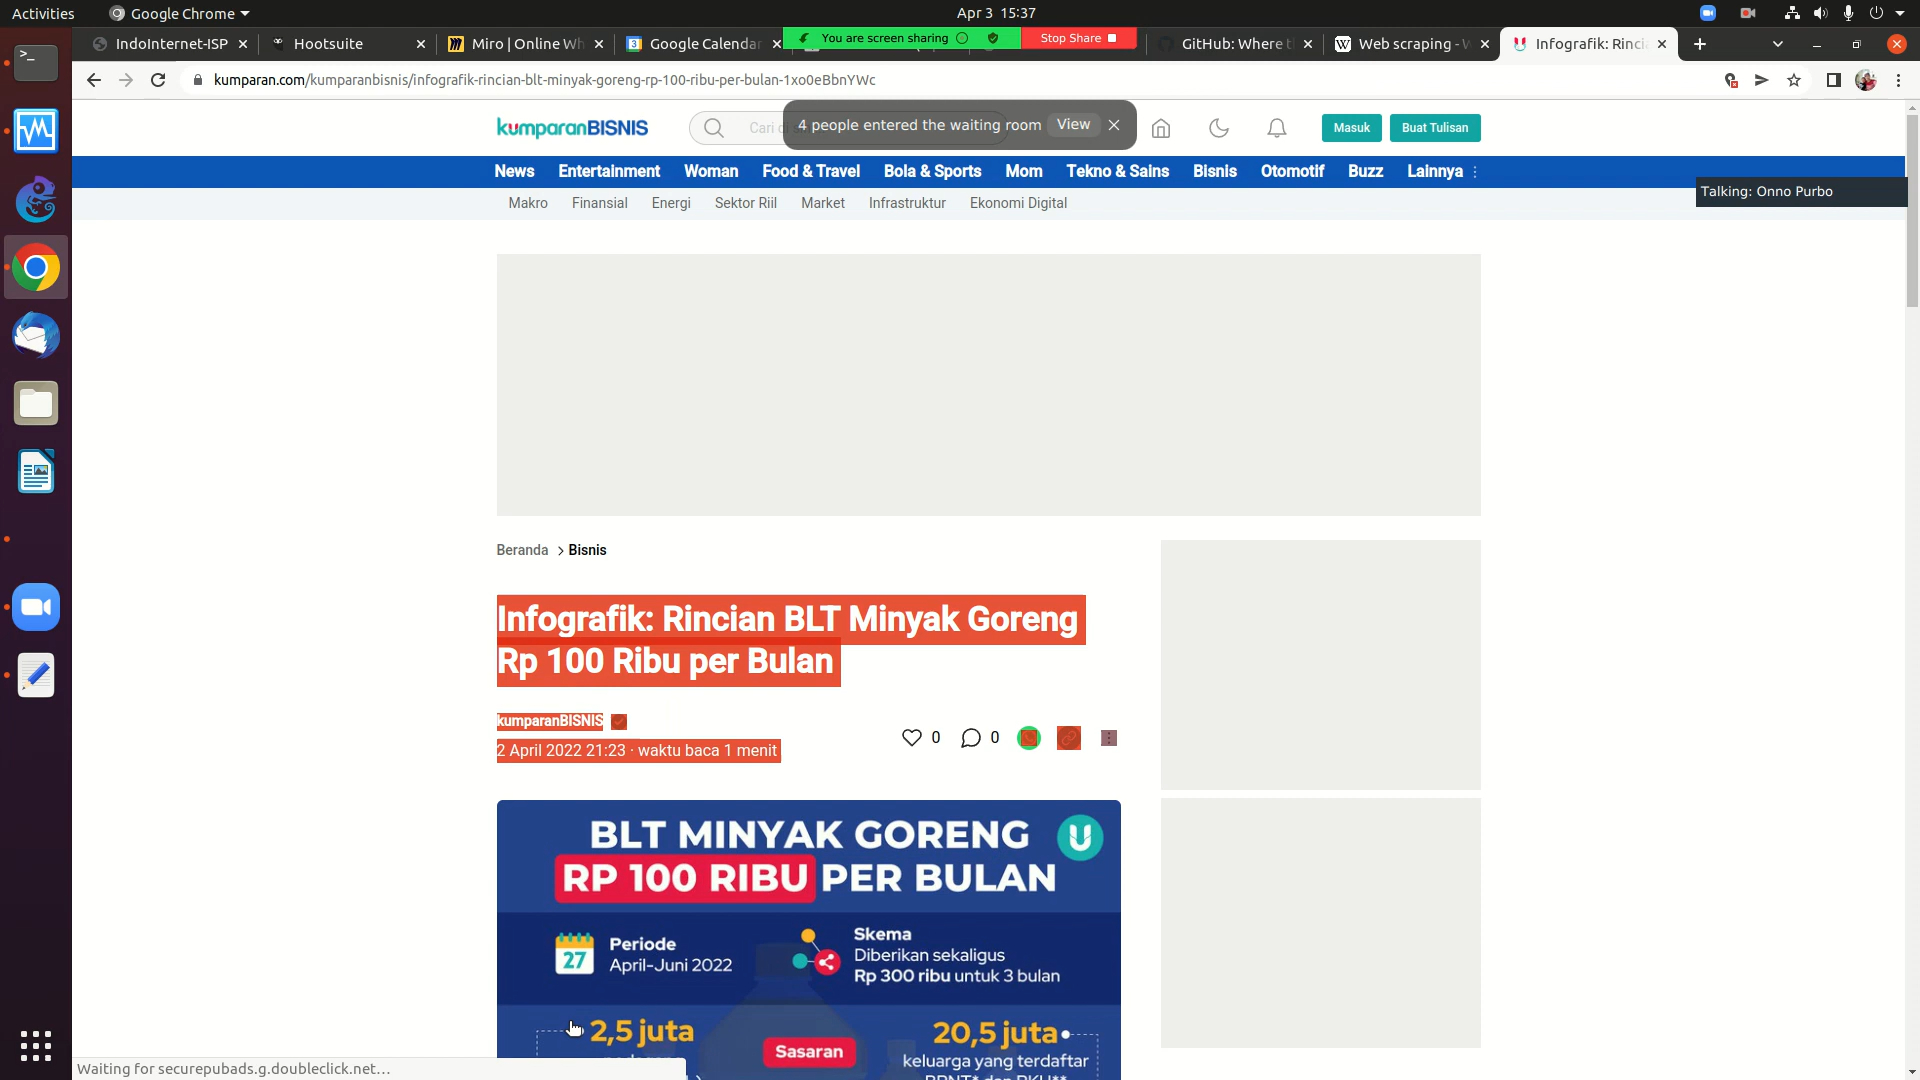 Activities
Google Chrome
Apr 3 15:37
IndoInternet-ISP
Hootsuite
Miro | Online Wh
Google Calendar
You are screen sharing
Stop Share
GitHub: Where t
Web scraping - W
Infografik: Rinci
kumparan.com/kumparanbisnis/infografik-rincian-blt-minyak-goreng-rp-100-ribu-per-bulan-1xo0eBbnYWc
kumparanBISNIS
Cari di
4 people entered the waiting room
View
Masuk
Buat Tulisan
News
Entertainment
Woman
Food & Travel
Bola & Sports
Mom
Tekno & Sains
Bisnis
Otomotif
Buzz
Lainnya
Talking: Onno Purbo
Makro
Finansial
Energi
Sektor Riil
Market
Infrastruktur
Ekonomi Digital
Beranda > Bisnis
Infografik: Rincian BLT Minyak Goreng
Rp 100 Ribu per Bulan
kumparanBISNIS
2 April 2022 21:23 · waktu baca 1 menit
0
0
BLT MINYAK GORENG
RP 100 RIBU PER BULAN
27
Periode
April-Juni 2022
Skema
Diberikan sekaligus
Rp 300 ribu untuk 3 bulan
2,5 juta
Sasaran
20,5 juta
keluarga yang terdaftar
Waiting for securepubads.g.doubleclick.net...